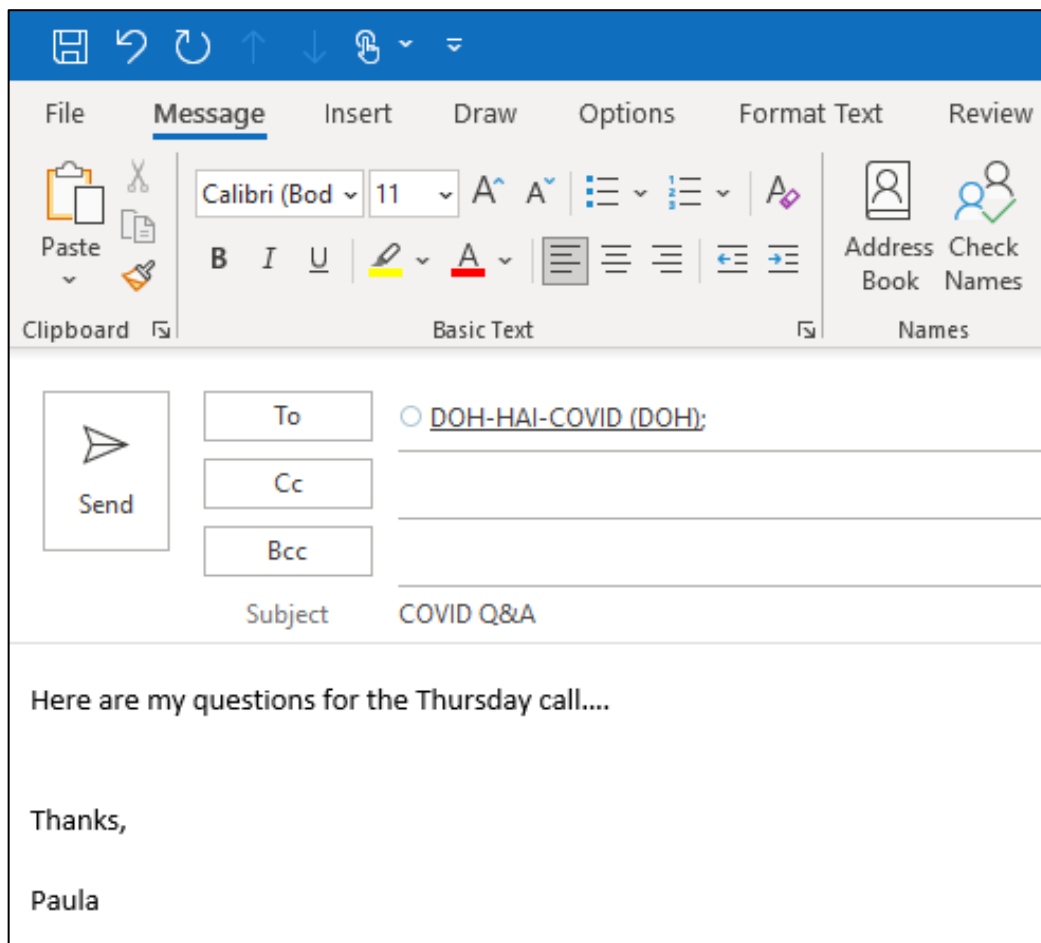 File Message Insert Draw Options Format Text Review
Calibri (Bod 11
Paste
B I U A
Address Book
Check Names
Clipboard Basic Text Names
Send
To DOH-HAI-COVID (DOH);
Cc
Bcc
Subject COVID Q&A
Here are my questions for the Thursday call....
Thanks,
Paula